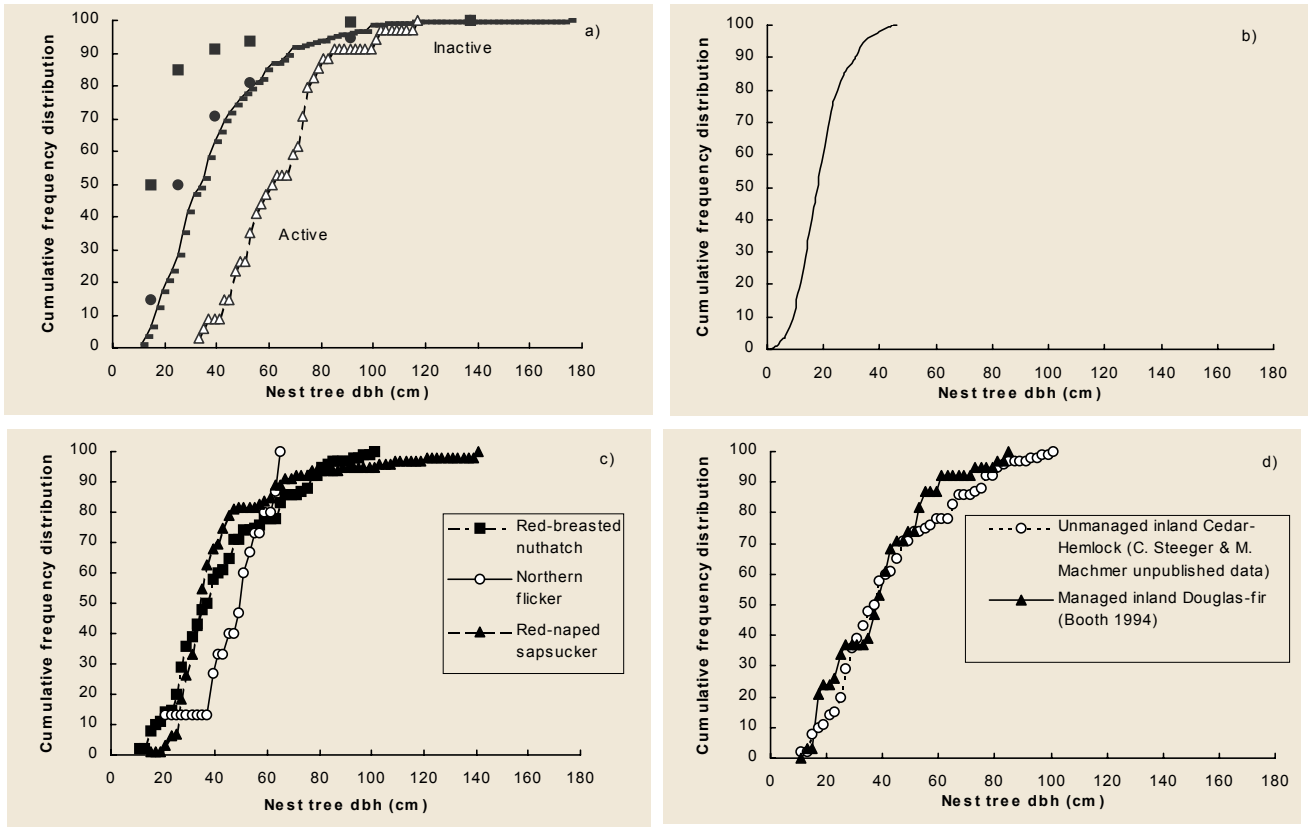 a)
Cumulative frequency distribution
100
90
80
70
60
50
40
30
20
10
0
Inactive
Active
0 20 40 60 80 100 120 140 160 180
Nest tree dbh (cm)
b)
Cumulative frequency distribution
100
90
80
70
60
50
40
30
20
10
0
0 20 40 60 80 100 120 140 160 180
Nest tree dbh (cm)
c)
Cumulative frequency distribution
100
90
80
70
60
50
40
30
20
10
0
Red-breasted
nuthatch
Northern
flicker
Red-naped
sapsucker
0 20 40 60 80 100 120 140 160 180
Nest tree dbh (cm)
d)
Cumulative frequency distribution
100
90
80
70
60
50
40
30
20
10
0
Unmanaged inland Cedar-
Hemlock (C. Steeger & M.
Machmer unpublished data)
Managed inland Douglas-fir
(Booth 1994)
0 20 40 60 80 100 120 140 160 180
Nest tree dbh (cm)